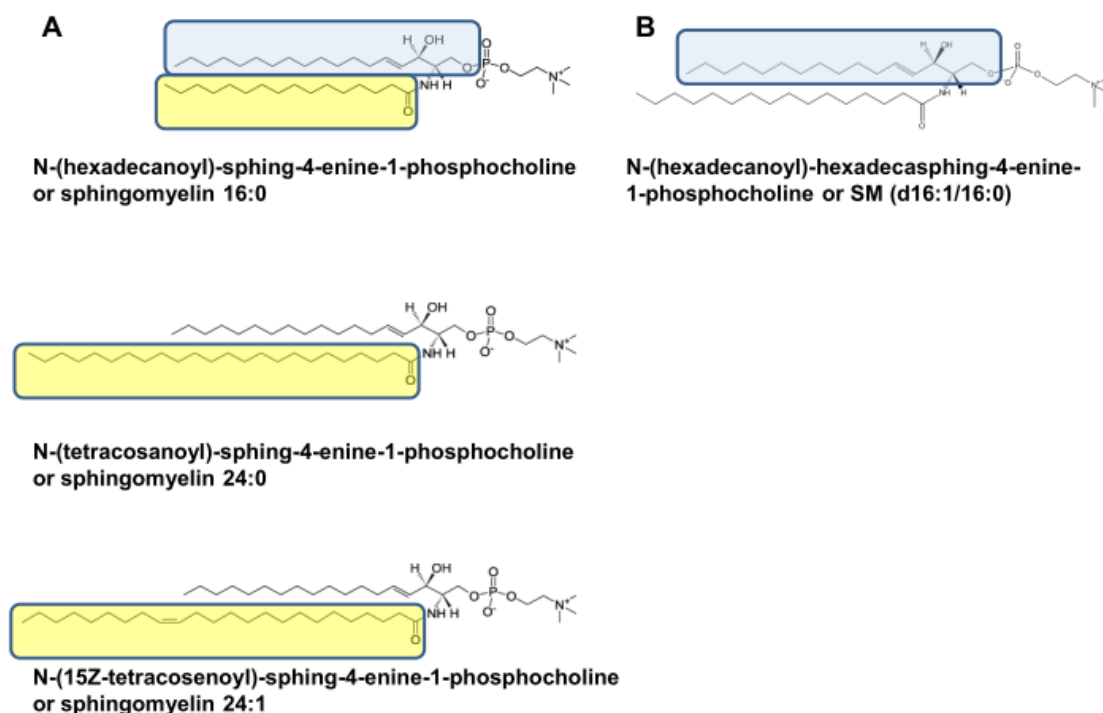 A
H OH
O
O P O
O-
N+
NH H
O
N-(hexadecanoyl)-sphing-4-enine-1-phosphocholine
or sphingomyelin 16:0
B
H OH
O
O P O
O
N+
NH H
O
N-(hexadecanoyl)-hexadecasphing-4-enine-
1-phosphocholine or SM (d16:1/16:0)
H OH
O
O P O
O-
N+
NH H
O
N-(tetracosanoyl)-sphing-4-enine-1-phosphocholine
or sphingomyelin 24:0
H OH
O
O P O
O-
N+
NH H
O
N-(15Z-tetracosenoyl)-sphing-4-enine-1-phosphocholine
or sphingomyelin 24:1